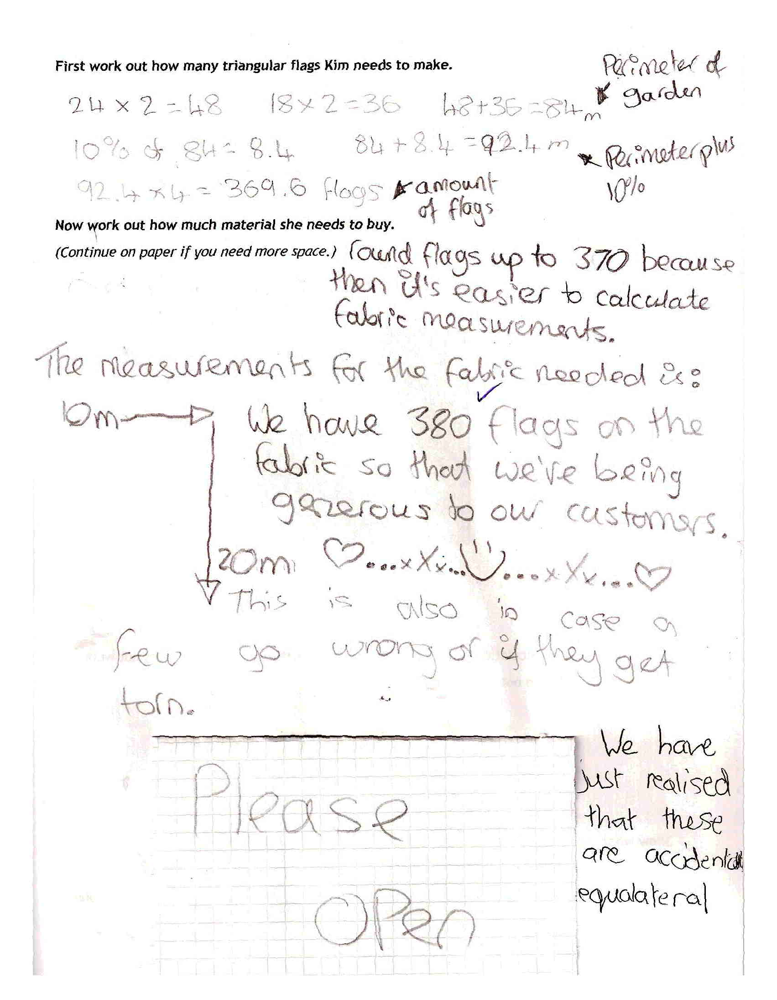 First work out how many triangular flags Kim needs to make.
Perimeter of
garden
24 x 2 = 48 18 x 2 = 36 48+36 = 84m
10% of 84 = 8.4 84 + 8.4 = 92.4 m
Perimeter plus
10%
92.4 x 4 = 369.6 flags
amount
of flags
Now work out how much material she needs to buy.
(Continue on paper if you need more space.)
round flags up to 370 because
then it's easier to calculate
fabric measurements.
The measurements for the fabric needed is:
10m
We have 380 flags on the
fabric so that we've being
generous to our customers.
20m ...xXx... ....xXx....
This is also in case a
few go wrong or if they get
torn.
Please
OPen
We have
just realised
that these
are
equalateral